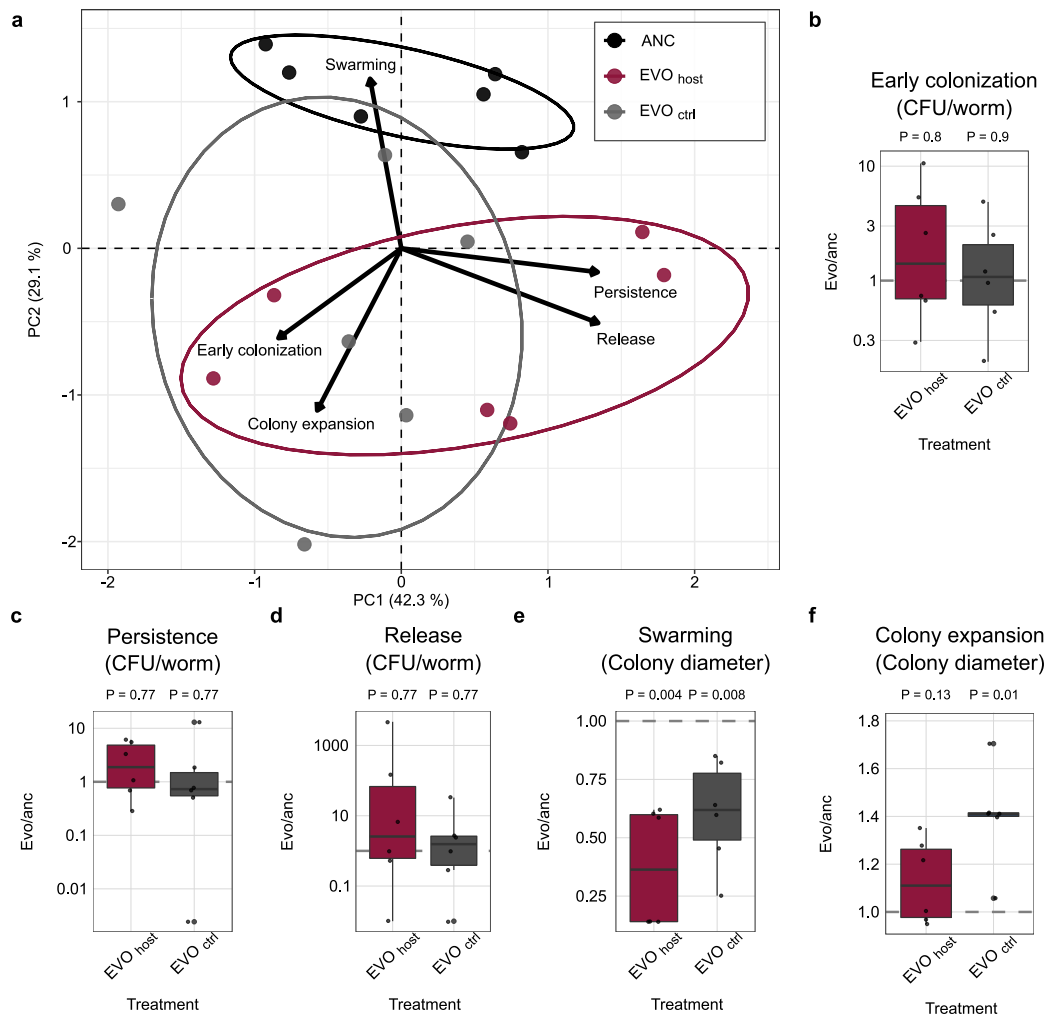 a
ANC
EVO host
EVO ctrl
Swarming
Persistence
Release
Early colonization
Colony expansion
1
0
-1
-2
PC2 (29.1 %)
-2
-1
0
1
2
PC1 (42.3 %)
b
Early colonization
(CFU/worm)
P = 0.8
P = 0.9
10
3
1
0.3
Evo/anc
EVO host
EVO ctrl
Treatment
c
Persistence
(CFU/worm)
P = 0.77
P = 0.77
10
1
0.1
0.01
Evo/anc
EVO host
EVO ctrl
Treatment
d
Release
(CFU/worm)
P = 0.77
P = 0.77
1000
10
0.1
Evo/anc
EVO host
EVO ctrl
Treatment
e
Swarming
(Colony diameter)
P = 0.004
P = 0.008
1.00
0.75
0.50
0.25
Evo/anc
EVO host
EVO ctrl
Treatment
f
Colony expansion
(Colony diameter)
P = 0.13
P = 0.01
1.8
1.6
1.4
1.2
1.0
Evo/anc
EVO host
EVO ctrl
Treatment